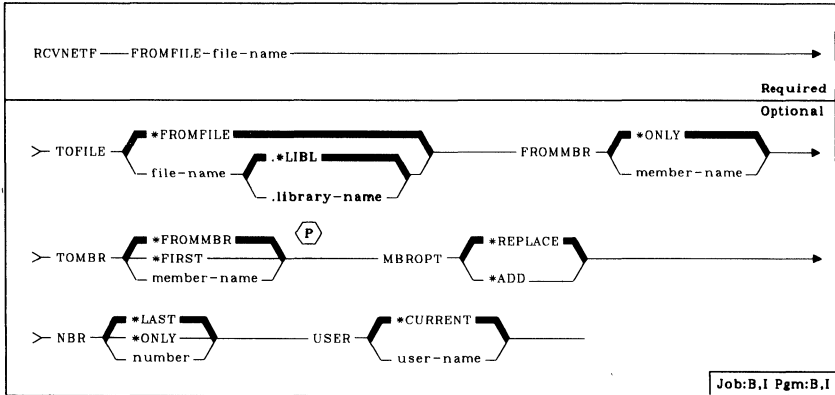 RCVNETF FROMFILE-file-name
Required
Optional
TOFILE *FROMFILE file-name .*LIBL .library-name FROMMBR *ONLY member-name
TOMBR *FROMMBR *FIRST member-name P MBROPT *REPLACE *ADD
NBR *LAST *ONLY number USER *CURRENT user-name
Job:B,I Pgm:B,I